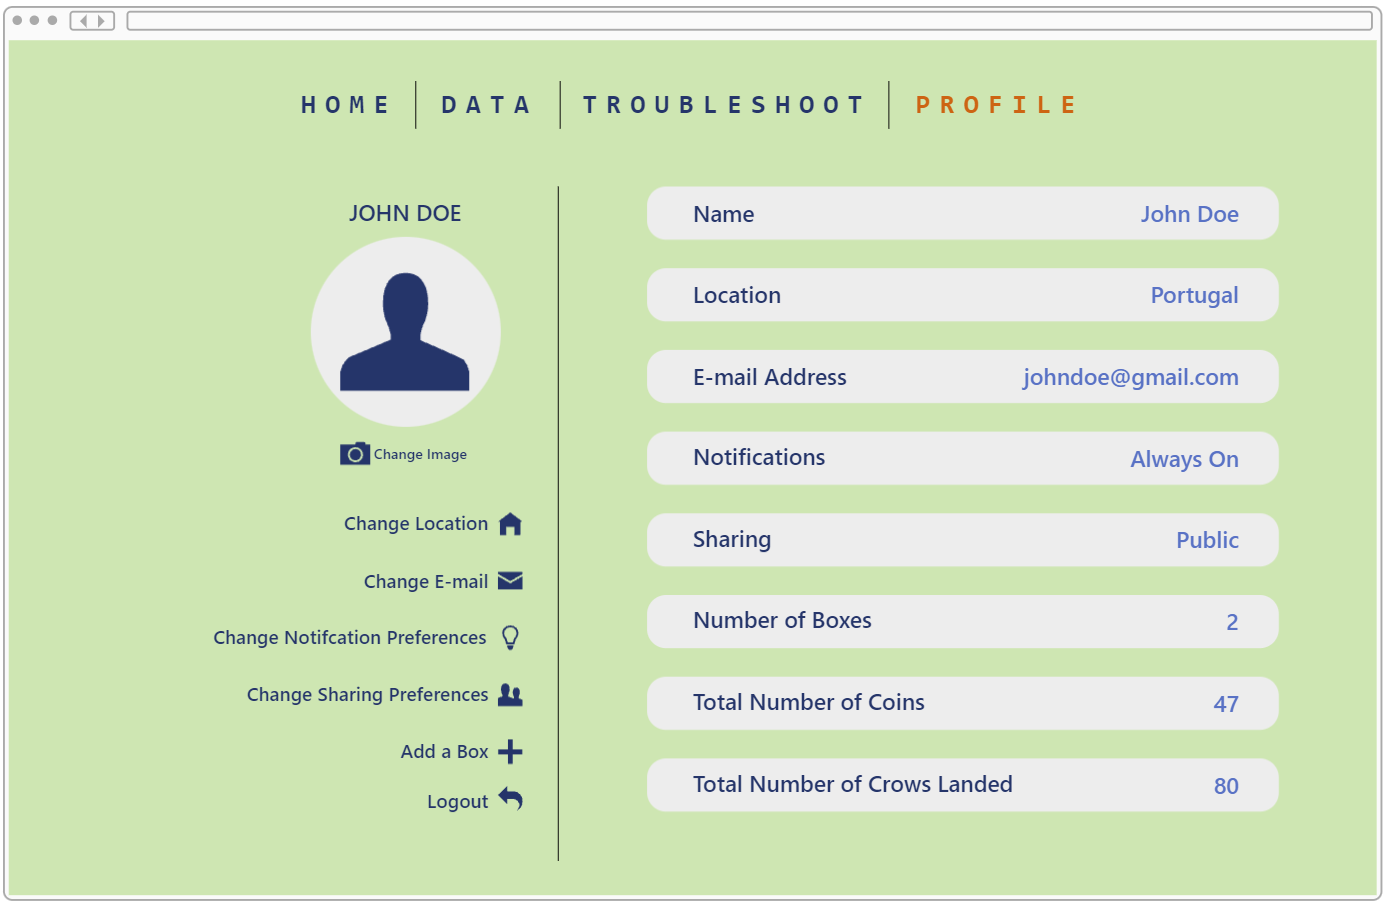 HOME DATA TROUBLESHOOT PROFILE
JOHN DOE
Change Image
Change Location
Change E-mail
Change Notifcation Preferences
Change Sharing Preferences
Add a Box
Logout
Name John Doe
Location Portugal
E-mail Address johndoe@gmail.com
Notifications Always On
Sharing Public
Number of Boxes 2
Total Number of Coins 47
Total Number of Crows Landed 80